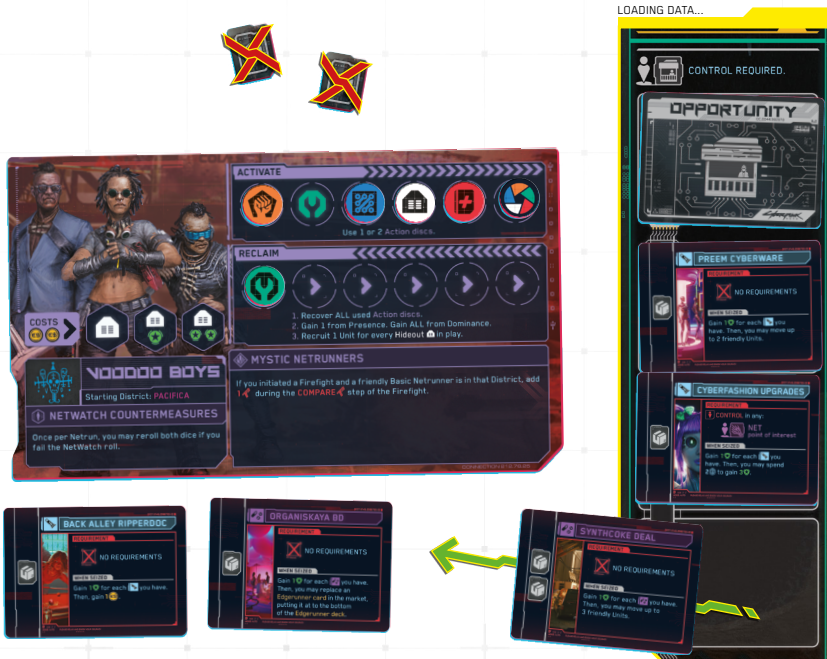 LOADING DATA...
CONTROL REQUIRED.
OPPORTUNITY
PREEM CYBERWARE
REQUIREMENT
NO REQUIREMENTS
WHEN SEIZED
Gain 1 for each you
have. Then, you may move up
to 2 friendly Units.
CYBERFASHION UPGRADES
REQUIREMENT
CONTROL in any:
NET
point of interest
WHEN SEIZED
Gain 1 for each you
have. Then, you may spend
2 to gain 3.
ACTIVATE
Use 1 or 2 Action discs.
RECLAIM
1. Recover ALL used Action discs.
2. Gain 1 from Presence. Gain ALL from Dominance.
3. Recruit 1 Unit for every Hideout in play.
COSTS
VOODOO BOYS
Starting District: PACIFICA
NETWATCH COUNTERMEASURES
Once per Netrun, you may reroll both dice if you
fail the NetWatch roll.
MYSTIC NETRUNNERS
If you initiated a Firefight and a friendly Basic Netrunner is in that District, add
1 during the COMPARE step of the Firefight.
BACK ALLEY RIPPERDOC
REQUIREMENT
NO REQUIREMENTS
WHEN SEIZED
Gain 1 for each you have.
Then, gain 1.
ORGANISKAYA BD
REQUIREMENT
NO REQUIREMENTS
WHEN SEIZED
Gain 1 for each you have.
Then, you may replace an
Edgerunner card in the market,
putting it at to the bottom
of the Edgerunner deck.
SYNTHCOKE DEAL
REQUIREMENT
NO REQUIREMENTS
WHEN SEIZED
Gain 1 for each you have.
Then, you may move up to
3 friendly Units.